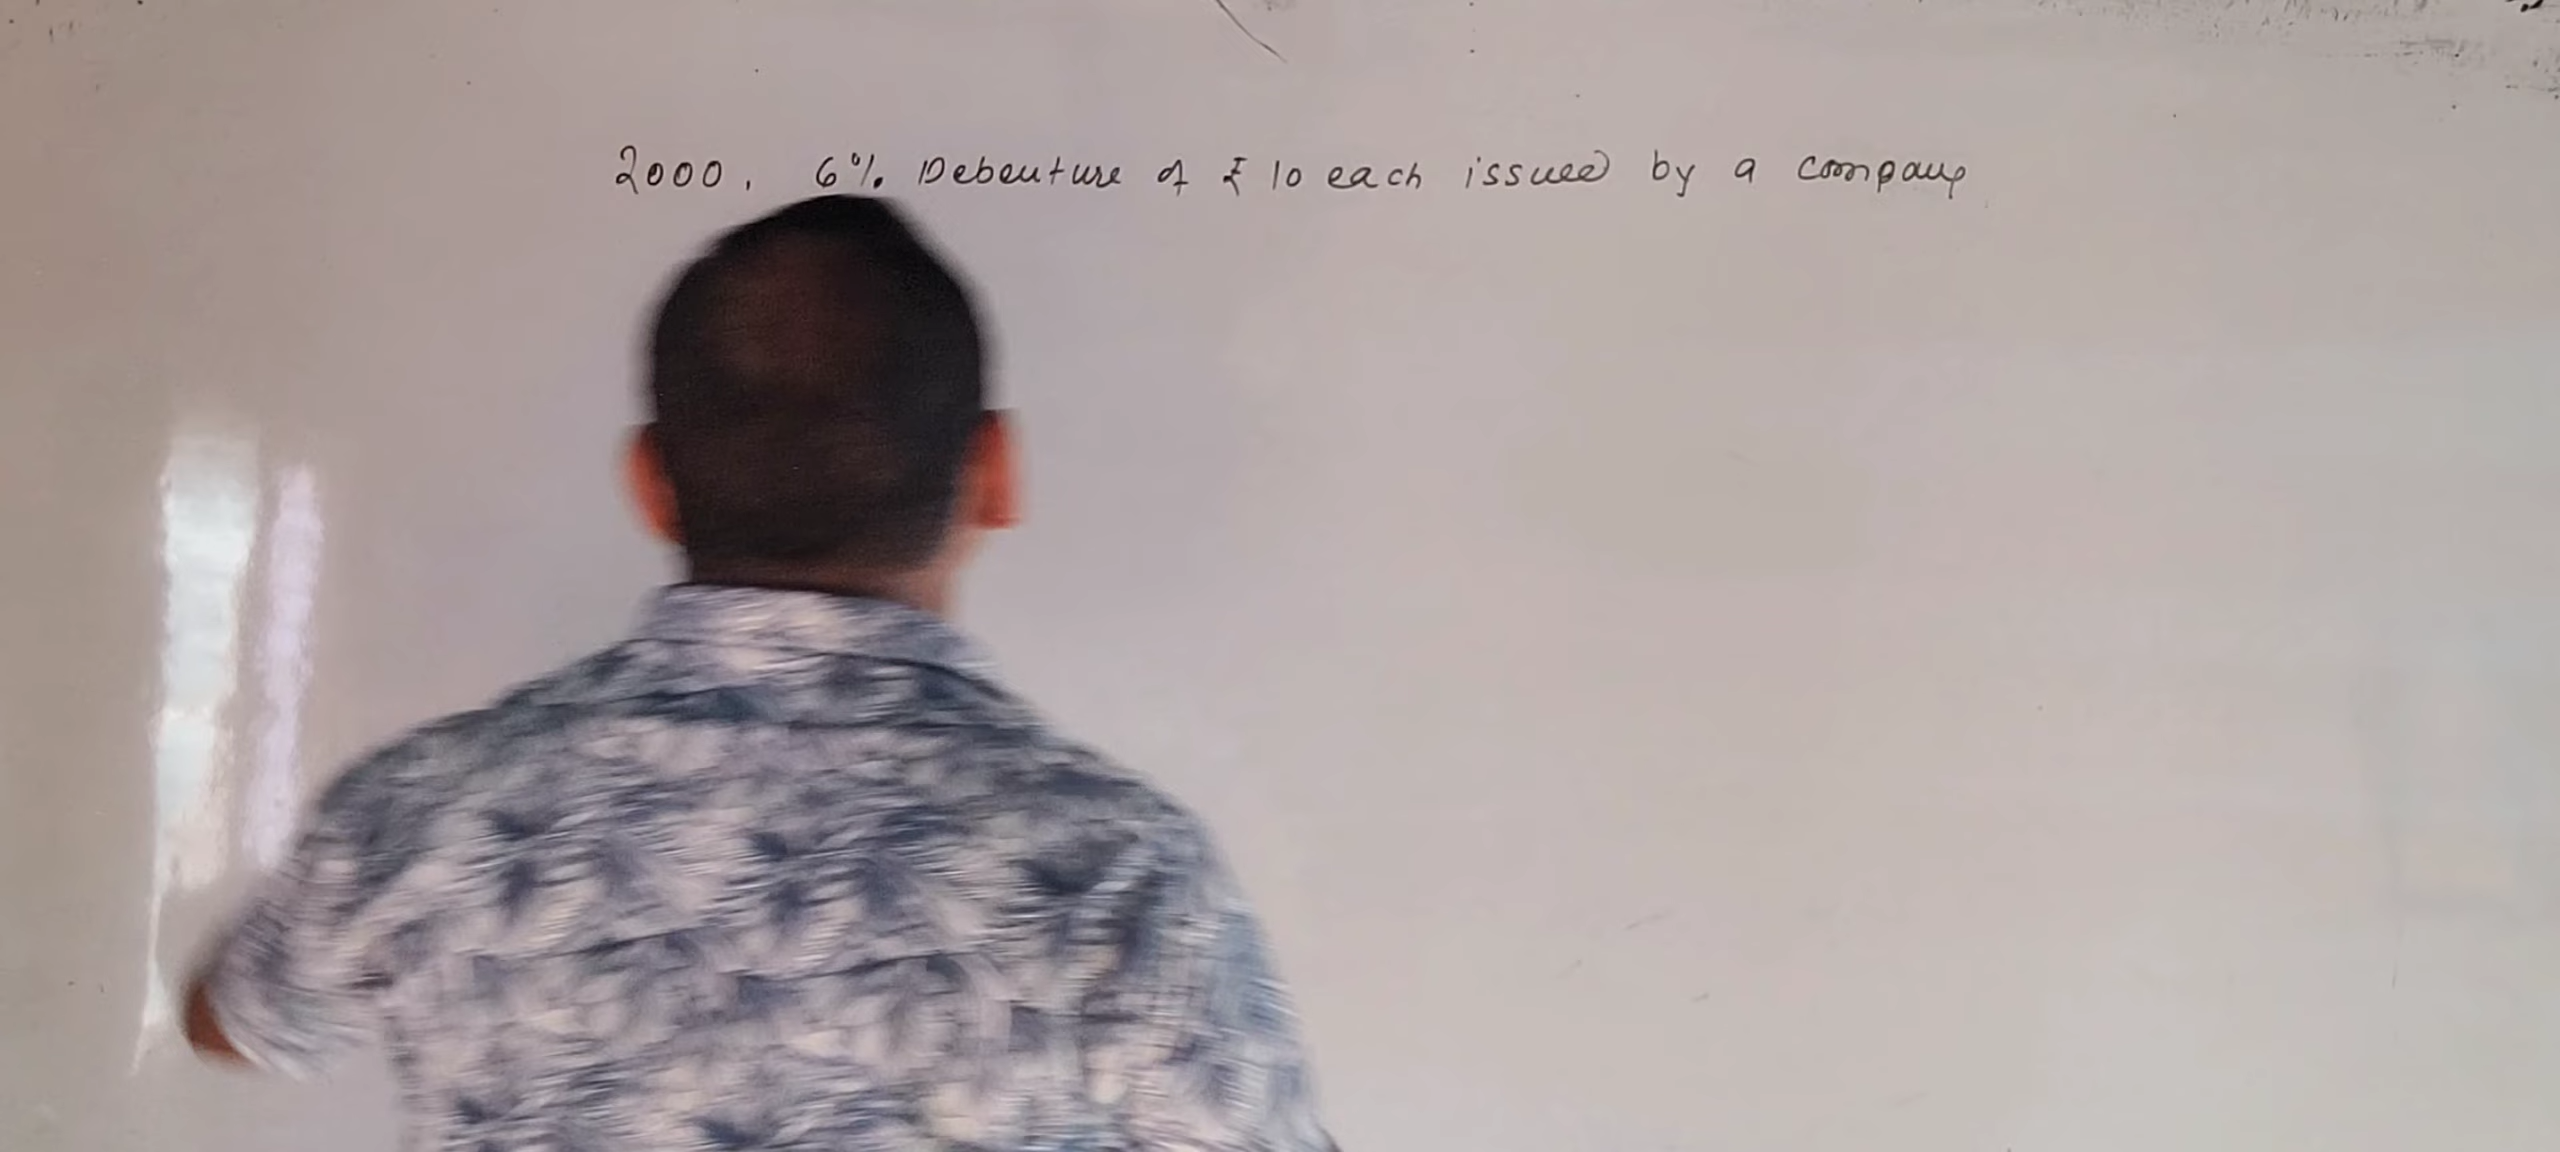 2000, 6% Debenture of ₹ 10 each issued by a company